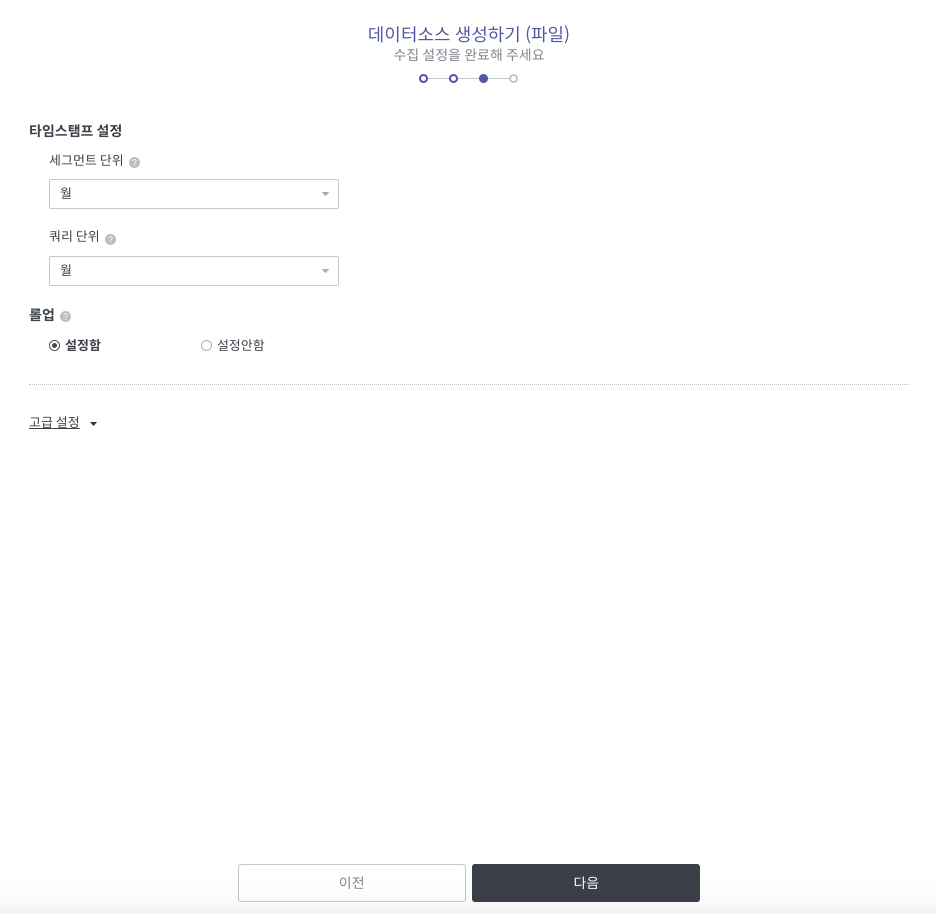 데이터소스 생성하기 (파일)
수집 설정을 완료해 주세요
타임스탬프 설정
세그먼트 단위 ?
월
쿼리 단위 ?
월
롤업 ?
설정함 설정안함
고급 설정
이전 다음